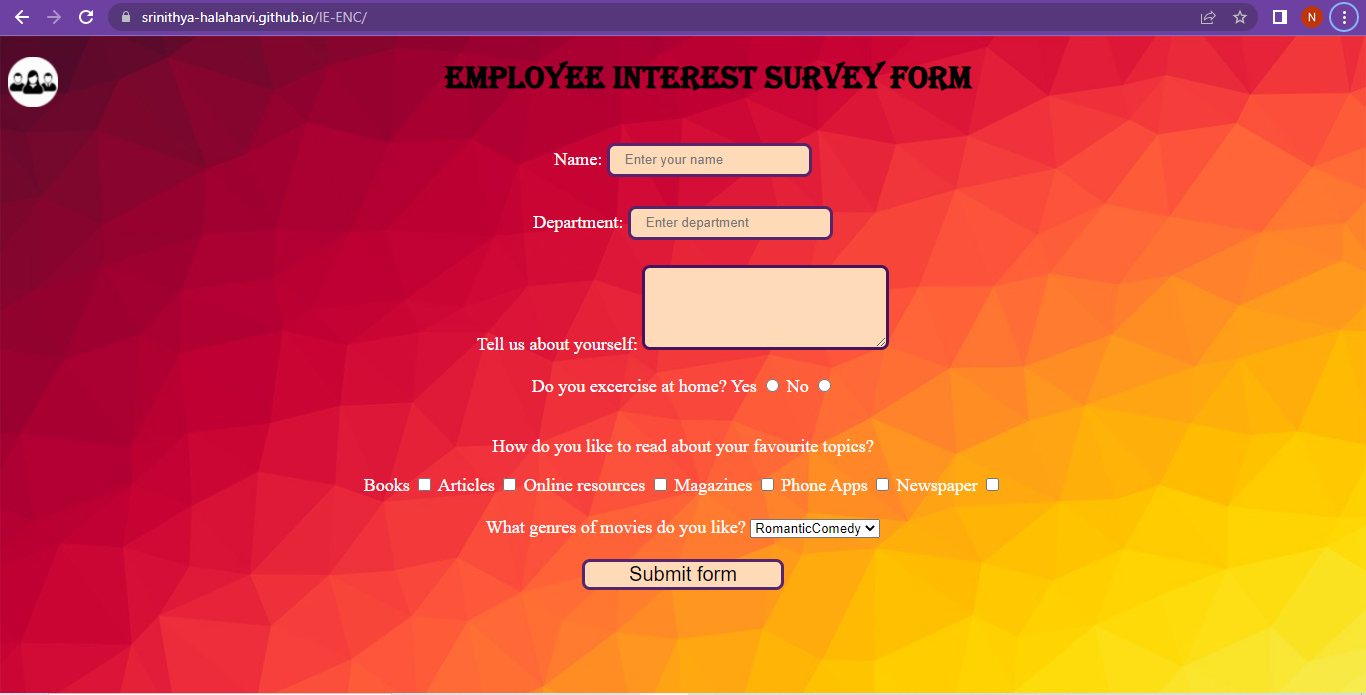 srinithya-halaharvi.github.io/IE-ENC/
N
EMPLOYEE INTEREST SURVEY FORM
Name: Enter your name
Department: Enter department
Tell us about yourself:
Do you excercise at home? Yes No
How do you like to read about your favourite topics?
Books Articles Online resources Magazines Phone Apps Newspaper
What genres of movies do you like? RomanticComedy
Submit form